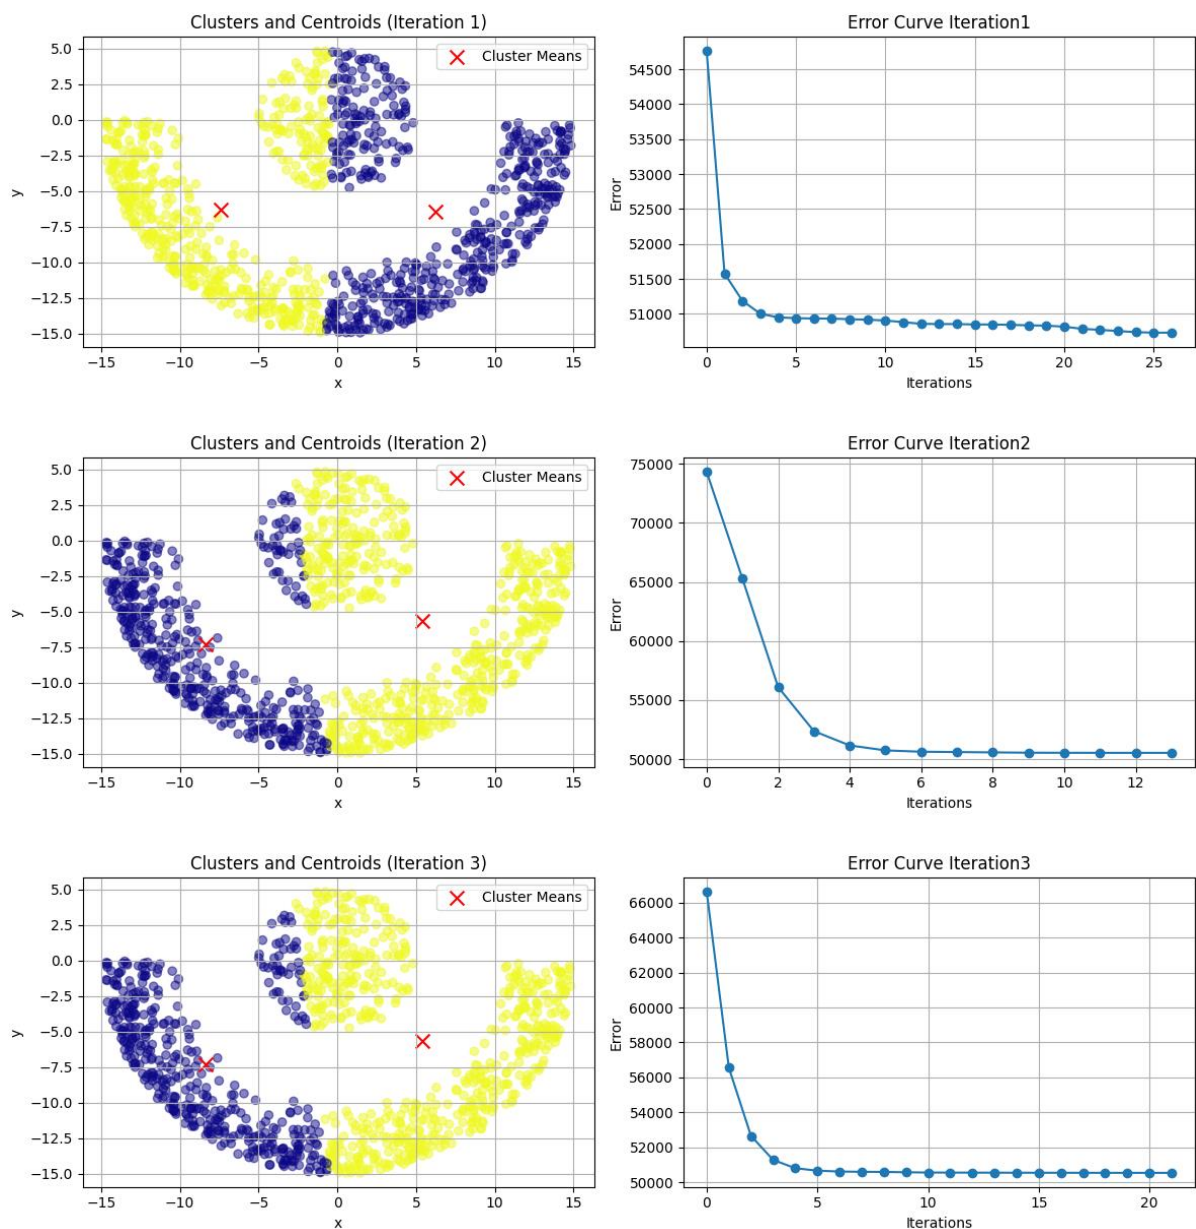 Clusters and Centroids (Iteration 1)
Cluster Means
5.0
2.5
0.0
−2.5
−5.0
−7.5
−10.0
−12.5
−15.0
y
−15 −10 −5 0 5 10 15
x
Error Curve Iteration1
54500
54000
53500
53000
52500
52000
51500
51000
Error
0 5 10 15 20 25
Iterations
Clusters and Centroids (Iteration 2)
Cluster Means
5.0
2.5
0.0
−2.5
−5.0
−7.5
−10.0
−12.5
−15.0
y
−15 −10 −5 0 5 10 15
x
Error Curve Iteration2
75000
70000
65000
60000
55000
50000
Error
0 2 4 6 8 10 12
Iterations
Clusters and Centroids (Iteration 3)
Cluster Means
5.0
2.5
0.0
−2.5
−5.0
−7.5
−10.0
−12.5
−15.0
y
−15 −10 −5 0 5 10 15
x
Error Curve Iteration3
66000
64000
62000
60000
58000
56000
54000
52000
50000
Error
0 5 10 15 20
Iterations